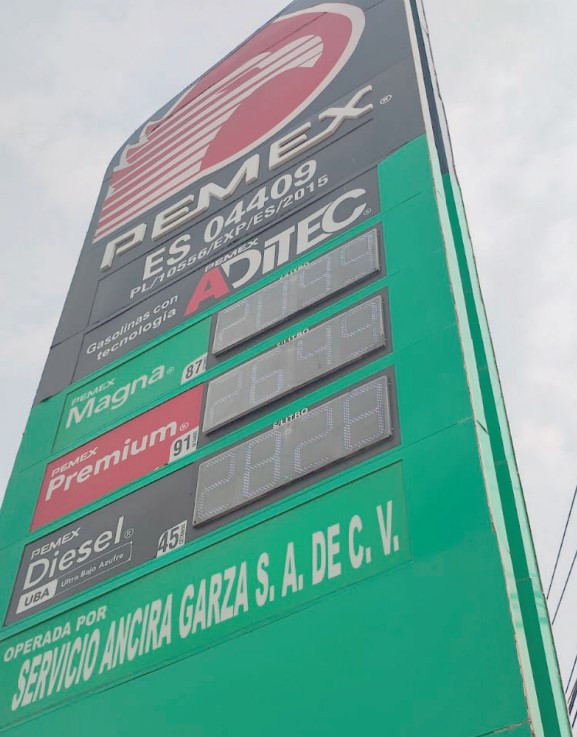 PEMEX®
ES 04409
PL/10556/EXP/ES/2015
Gasolinas con
tecnología
PEMEX
ADITEC®
$/LITRO
PEMEX
Magna®
87
$/LITRO
PEMEX
Premium®
91
$/LITRO
PEMEX
Diesel®
45
UBA Ultra Bajo Azufre
OPERADA POR
SERVICIO ANCIRA GARZA S. A. DE C. V.